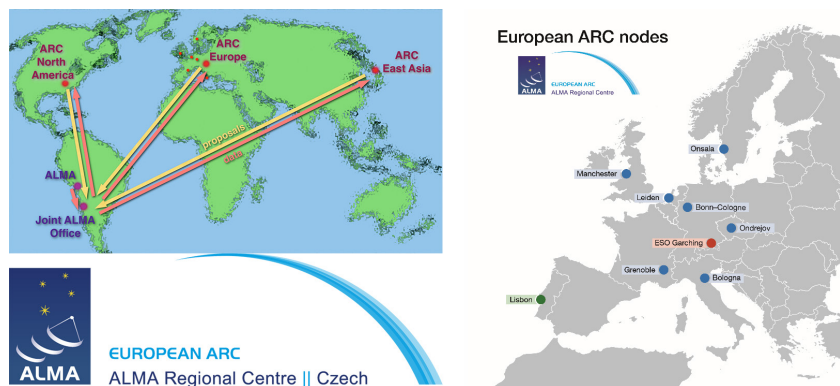 ARC
North
America
ARC
Europe
ARC
East Asia
proposals
data
ALMA
Joint ALMA
Office
ALMA
EUROPEAN ARC
ALMA Regional Centre || Czech
European ARC nodes
ALMA
EUROPEAN ARC
ALMA Regional Centre
Onsala
Manchester
Leiden
Bonn–Cologne
Ondrejov
ESO Garching
Grenoble
Bologna
Lisbon